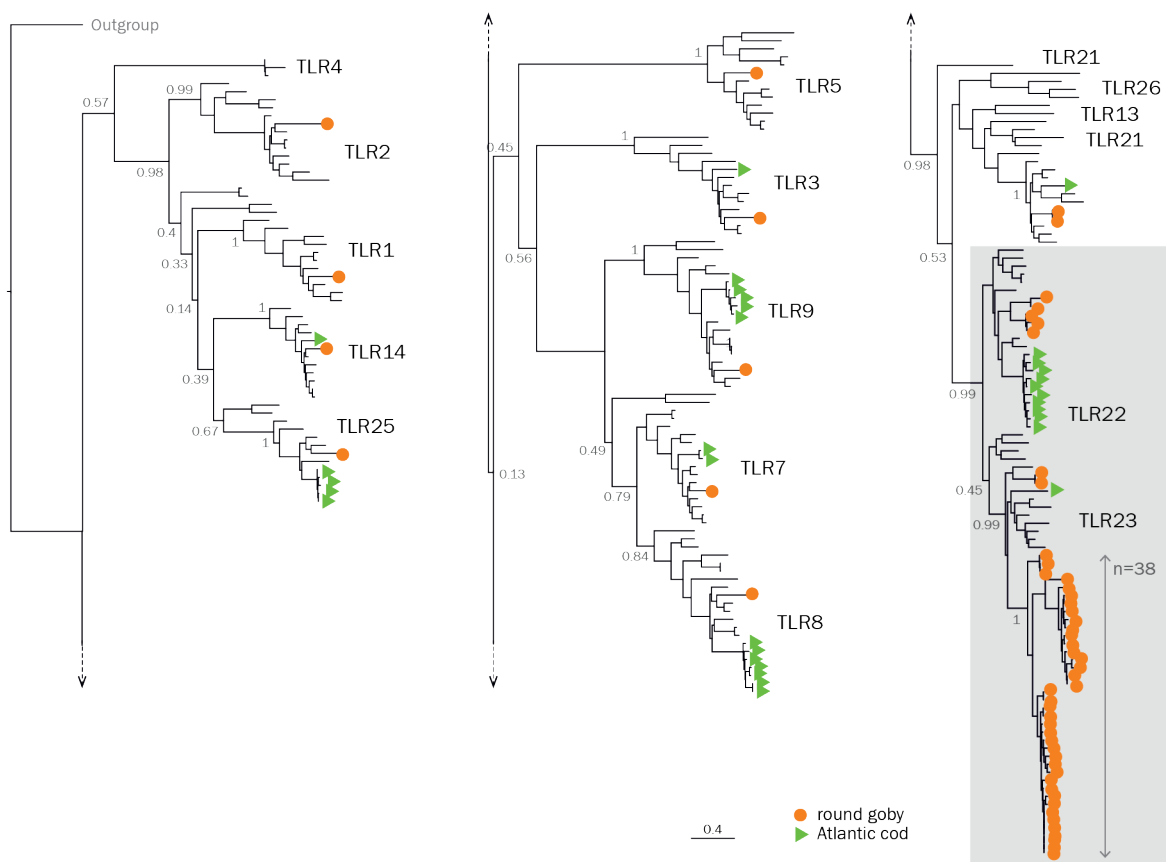 Outgroup
TLR4
0.57
0.99
TLR2
0.98
0.4
TLR1
1
0.33
0.14
1
TLR14
0.39
TLR25
0.67
1
1
TLR5
0.45
1
TLR3
0.56
1
TLR9
0.49
TLR7
0.13
0.79
0.84
TLR8
TLR21
TLR26
TLR13
TLR21
0.98
1
0.53
0.99
TLR22
0.45
0.99
TLR23
n=38
1
0.4
round goby
Atlantic cod